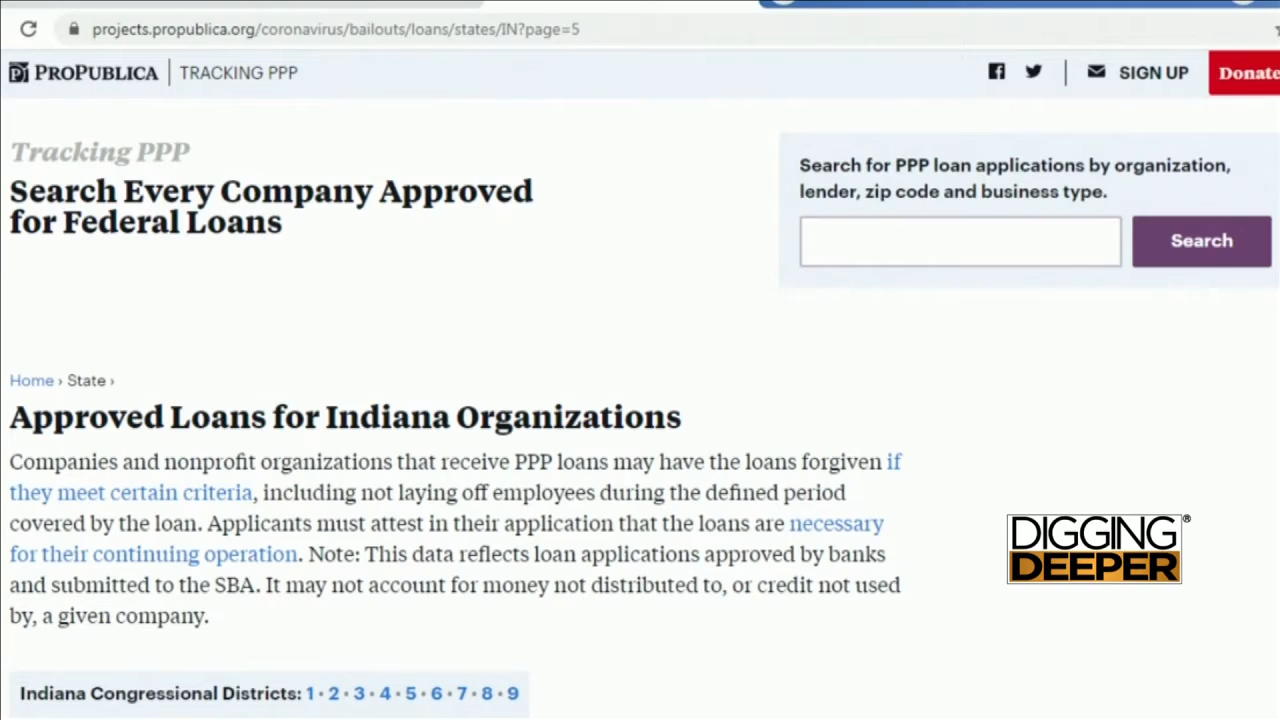 projects.propublica.org/coronavirus/bailouts/loans/states/IN?page=5
PROPUBLICA TRACKING PPP
SIGN UP
Donate
Tracking PPP
Search Every Company Approved
for Federal Loans
Search for PPP loan applications by organization,
lender, zip code and business type.
Search
Home › State ›
Approved Loans for Indiana Organizations
Companies and nonprofit organizations that receive PPP loans may have the loans forgiven if
they meet certain criteria, including not laying off employees during the defined period
covered by the loan. Applicants must attest in their application that the loans are necessary
for their continuing operation. Note: This data reflects loan applications approved by banks
and submitted to the SBA. It may not account for money not distributed to, or credit not used
by, a given company.
DIGGING
DEEPER®
Indiana Congressional Districts: 1 · 2 · 3 · 4 · 5 · 6 · 7 · 8 · 9